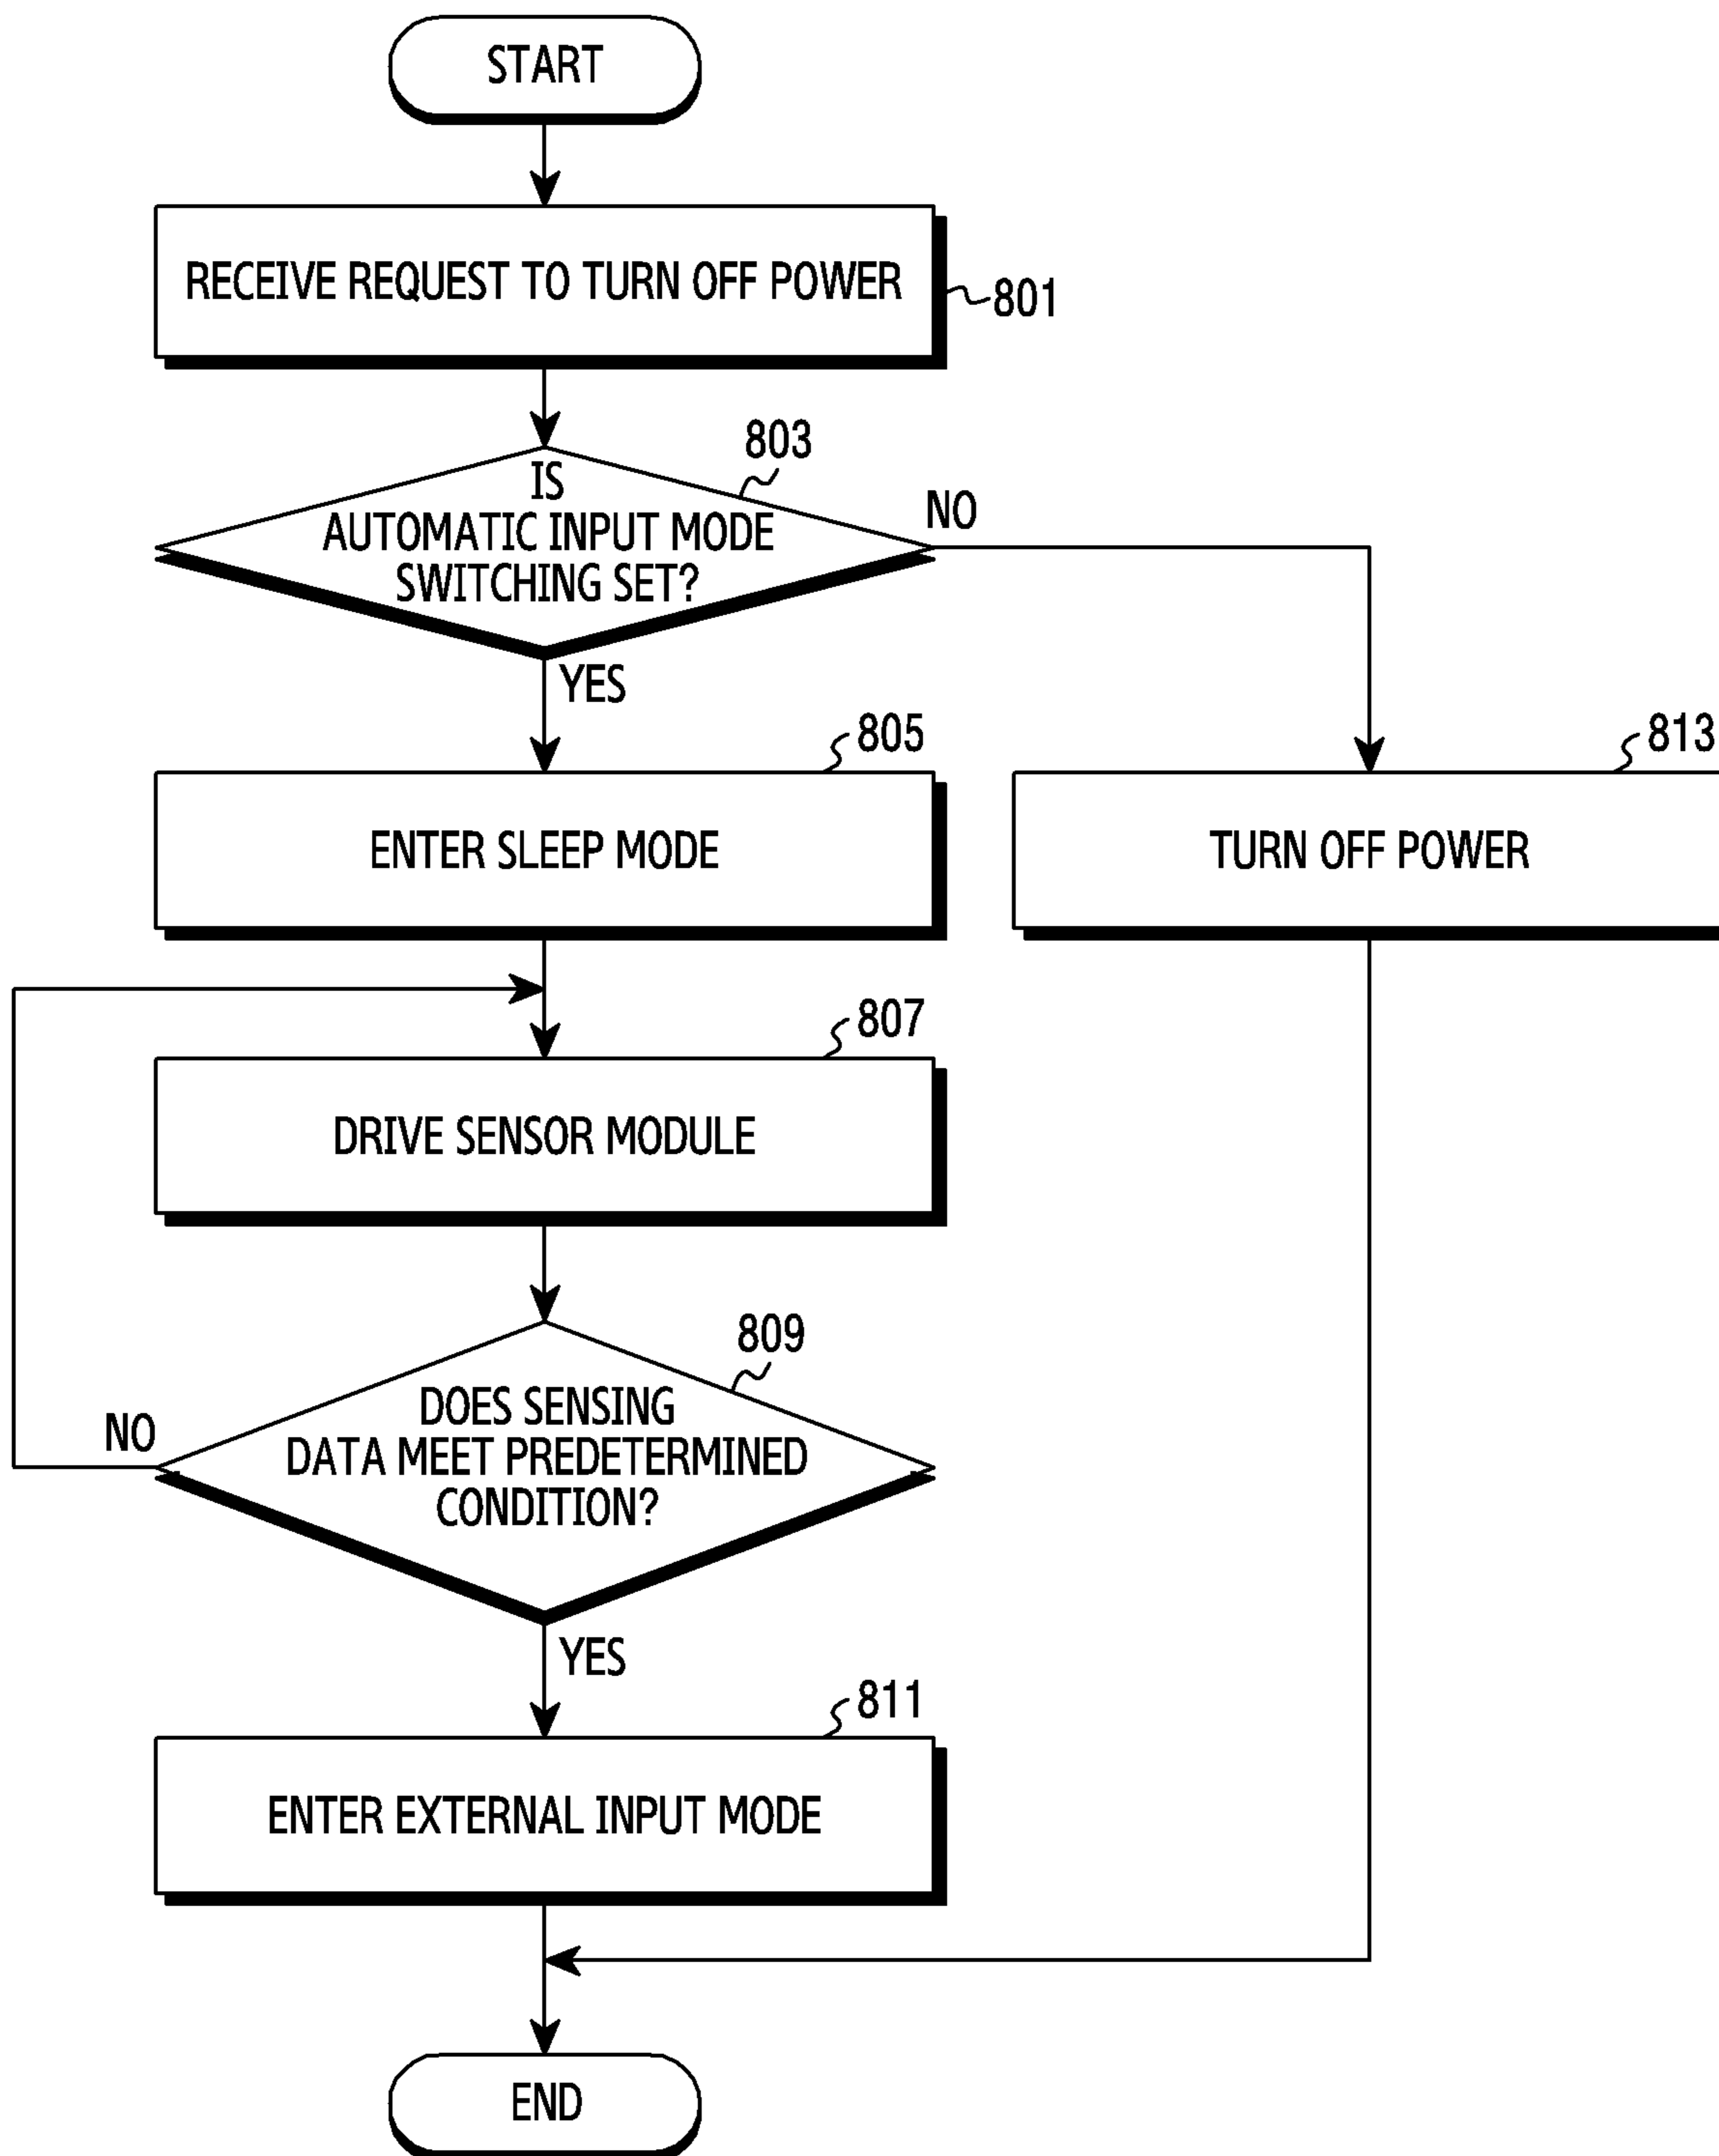 START
RECEIVE REQUEST TO TURN OFF POWER
801
803
IS
AUTOMATIC INPUT MODE
SWITCHING SET?
NO
YES
805
ENTER SLEEP MODE
813
TURN OFF POWER
807
DRIVE SENSOR MODULE
809
DOES SENSING
DATA MEET PREDETERMINED
CONDITION?
NO
YES
811
ENTER EXTERNAL INPUT MODE
END